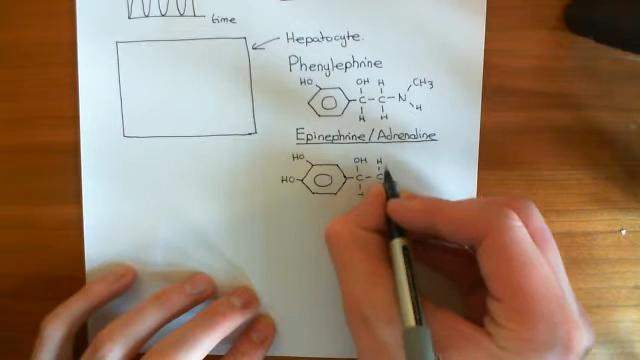 time
Hepatocyte.
Phenylephrine
HO OH H CH3
C C N
H H H
Epinephrine/Adrenaline
HO OH H
HO C C